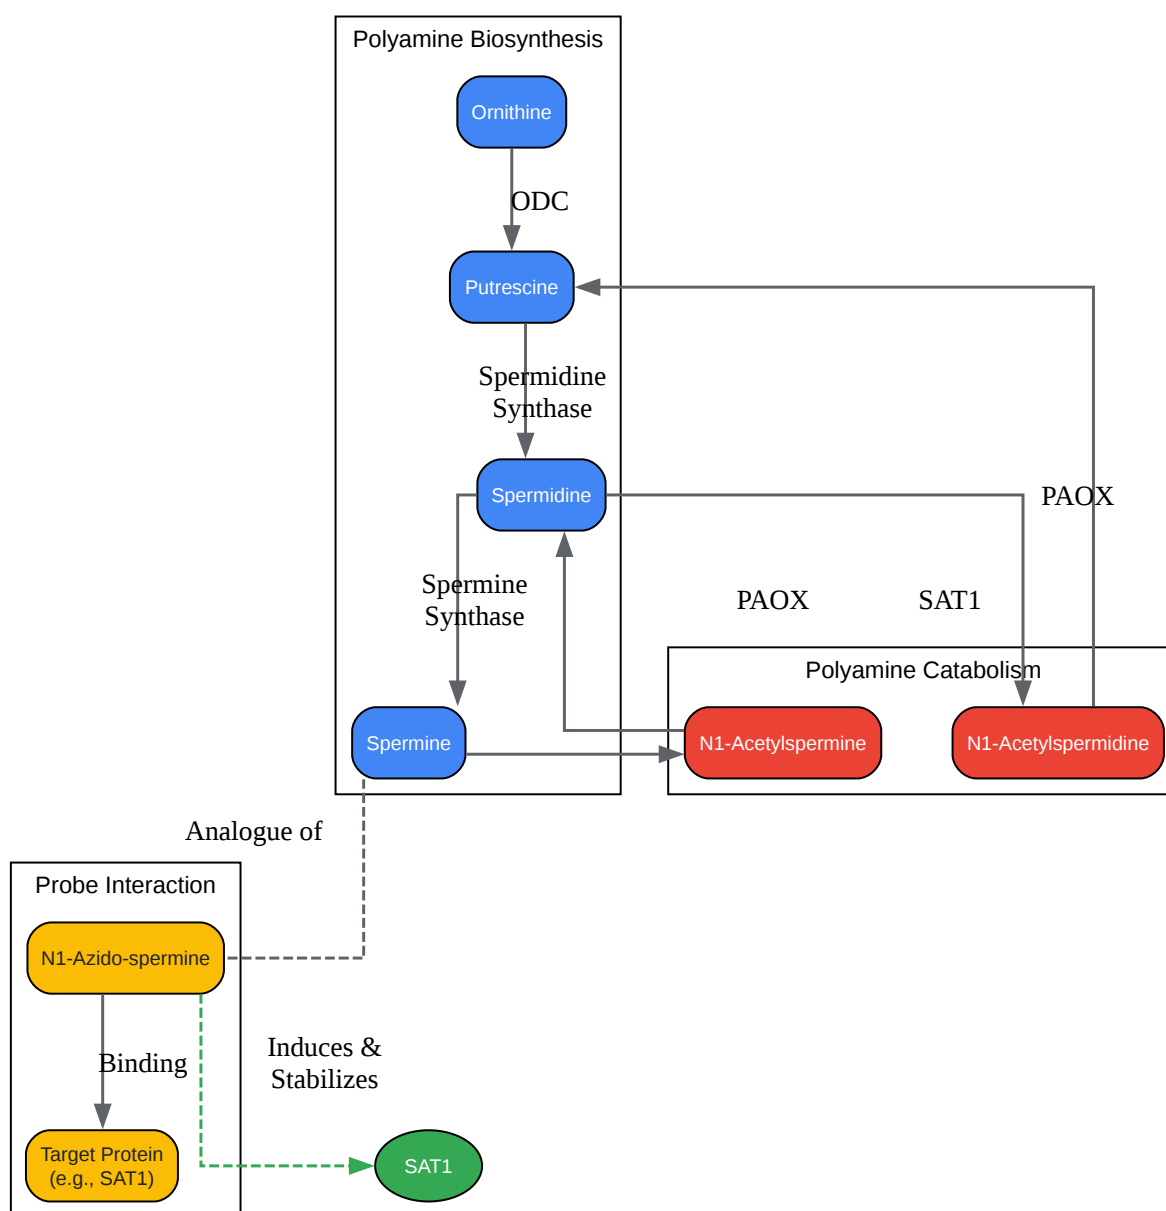 Polyamine Biosynthesis
Ornithine
ODC
Putrescine
Spermidine
Synthase
Spermidine
PAOX
Spermine
Synthase
PAOX
SAT1
Polyamine Catabolism
Spermine
N1-Acetylspermine
N1-Acetylspermidine
Analogue of
Probe Interaction
N1-Azido-spermine
Binding
Induces &
Stabilizes
Target Protein
(e.g., SAT1)
SAT1